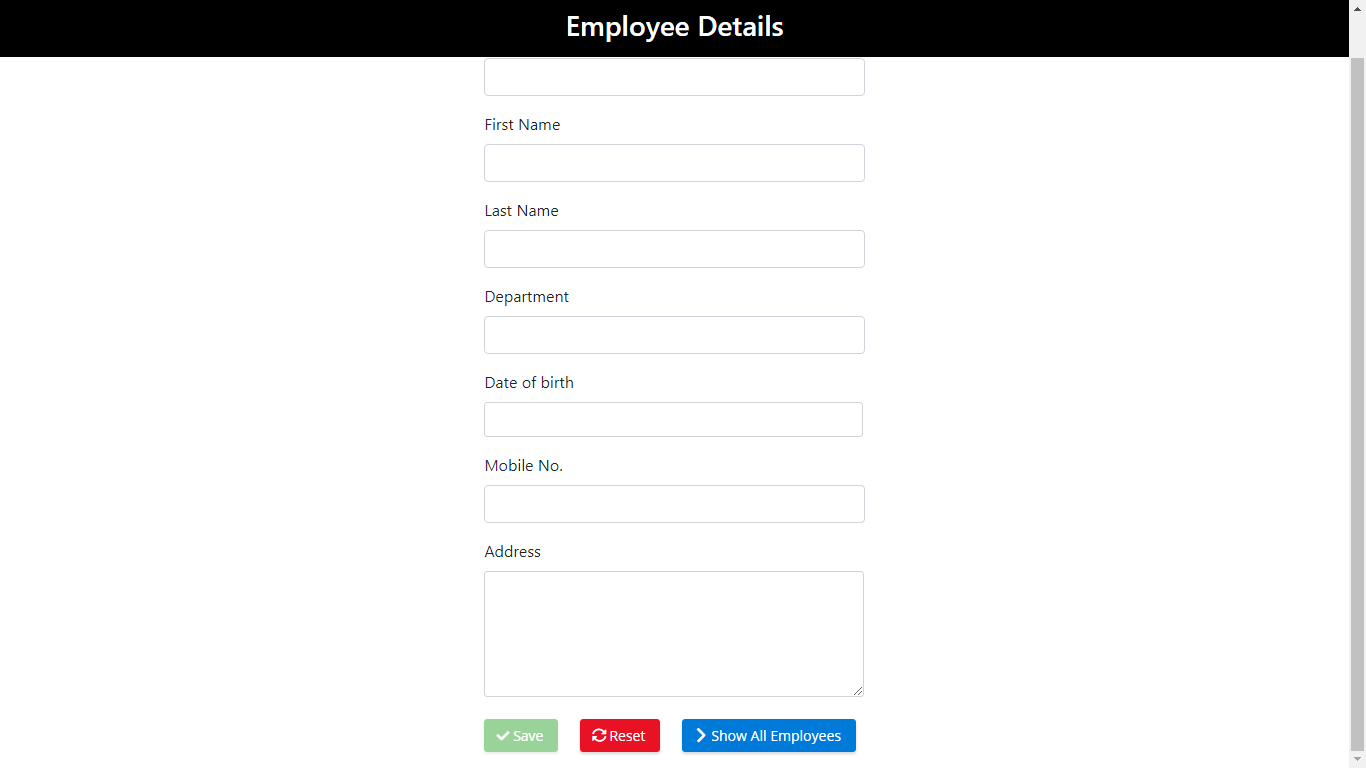 Employee Details
First Name
Last Name
Department
Date of birth
Mobile No.
Address
Save
Reset
Show All Employees